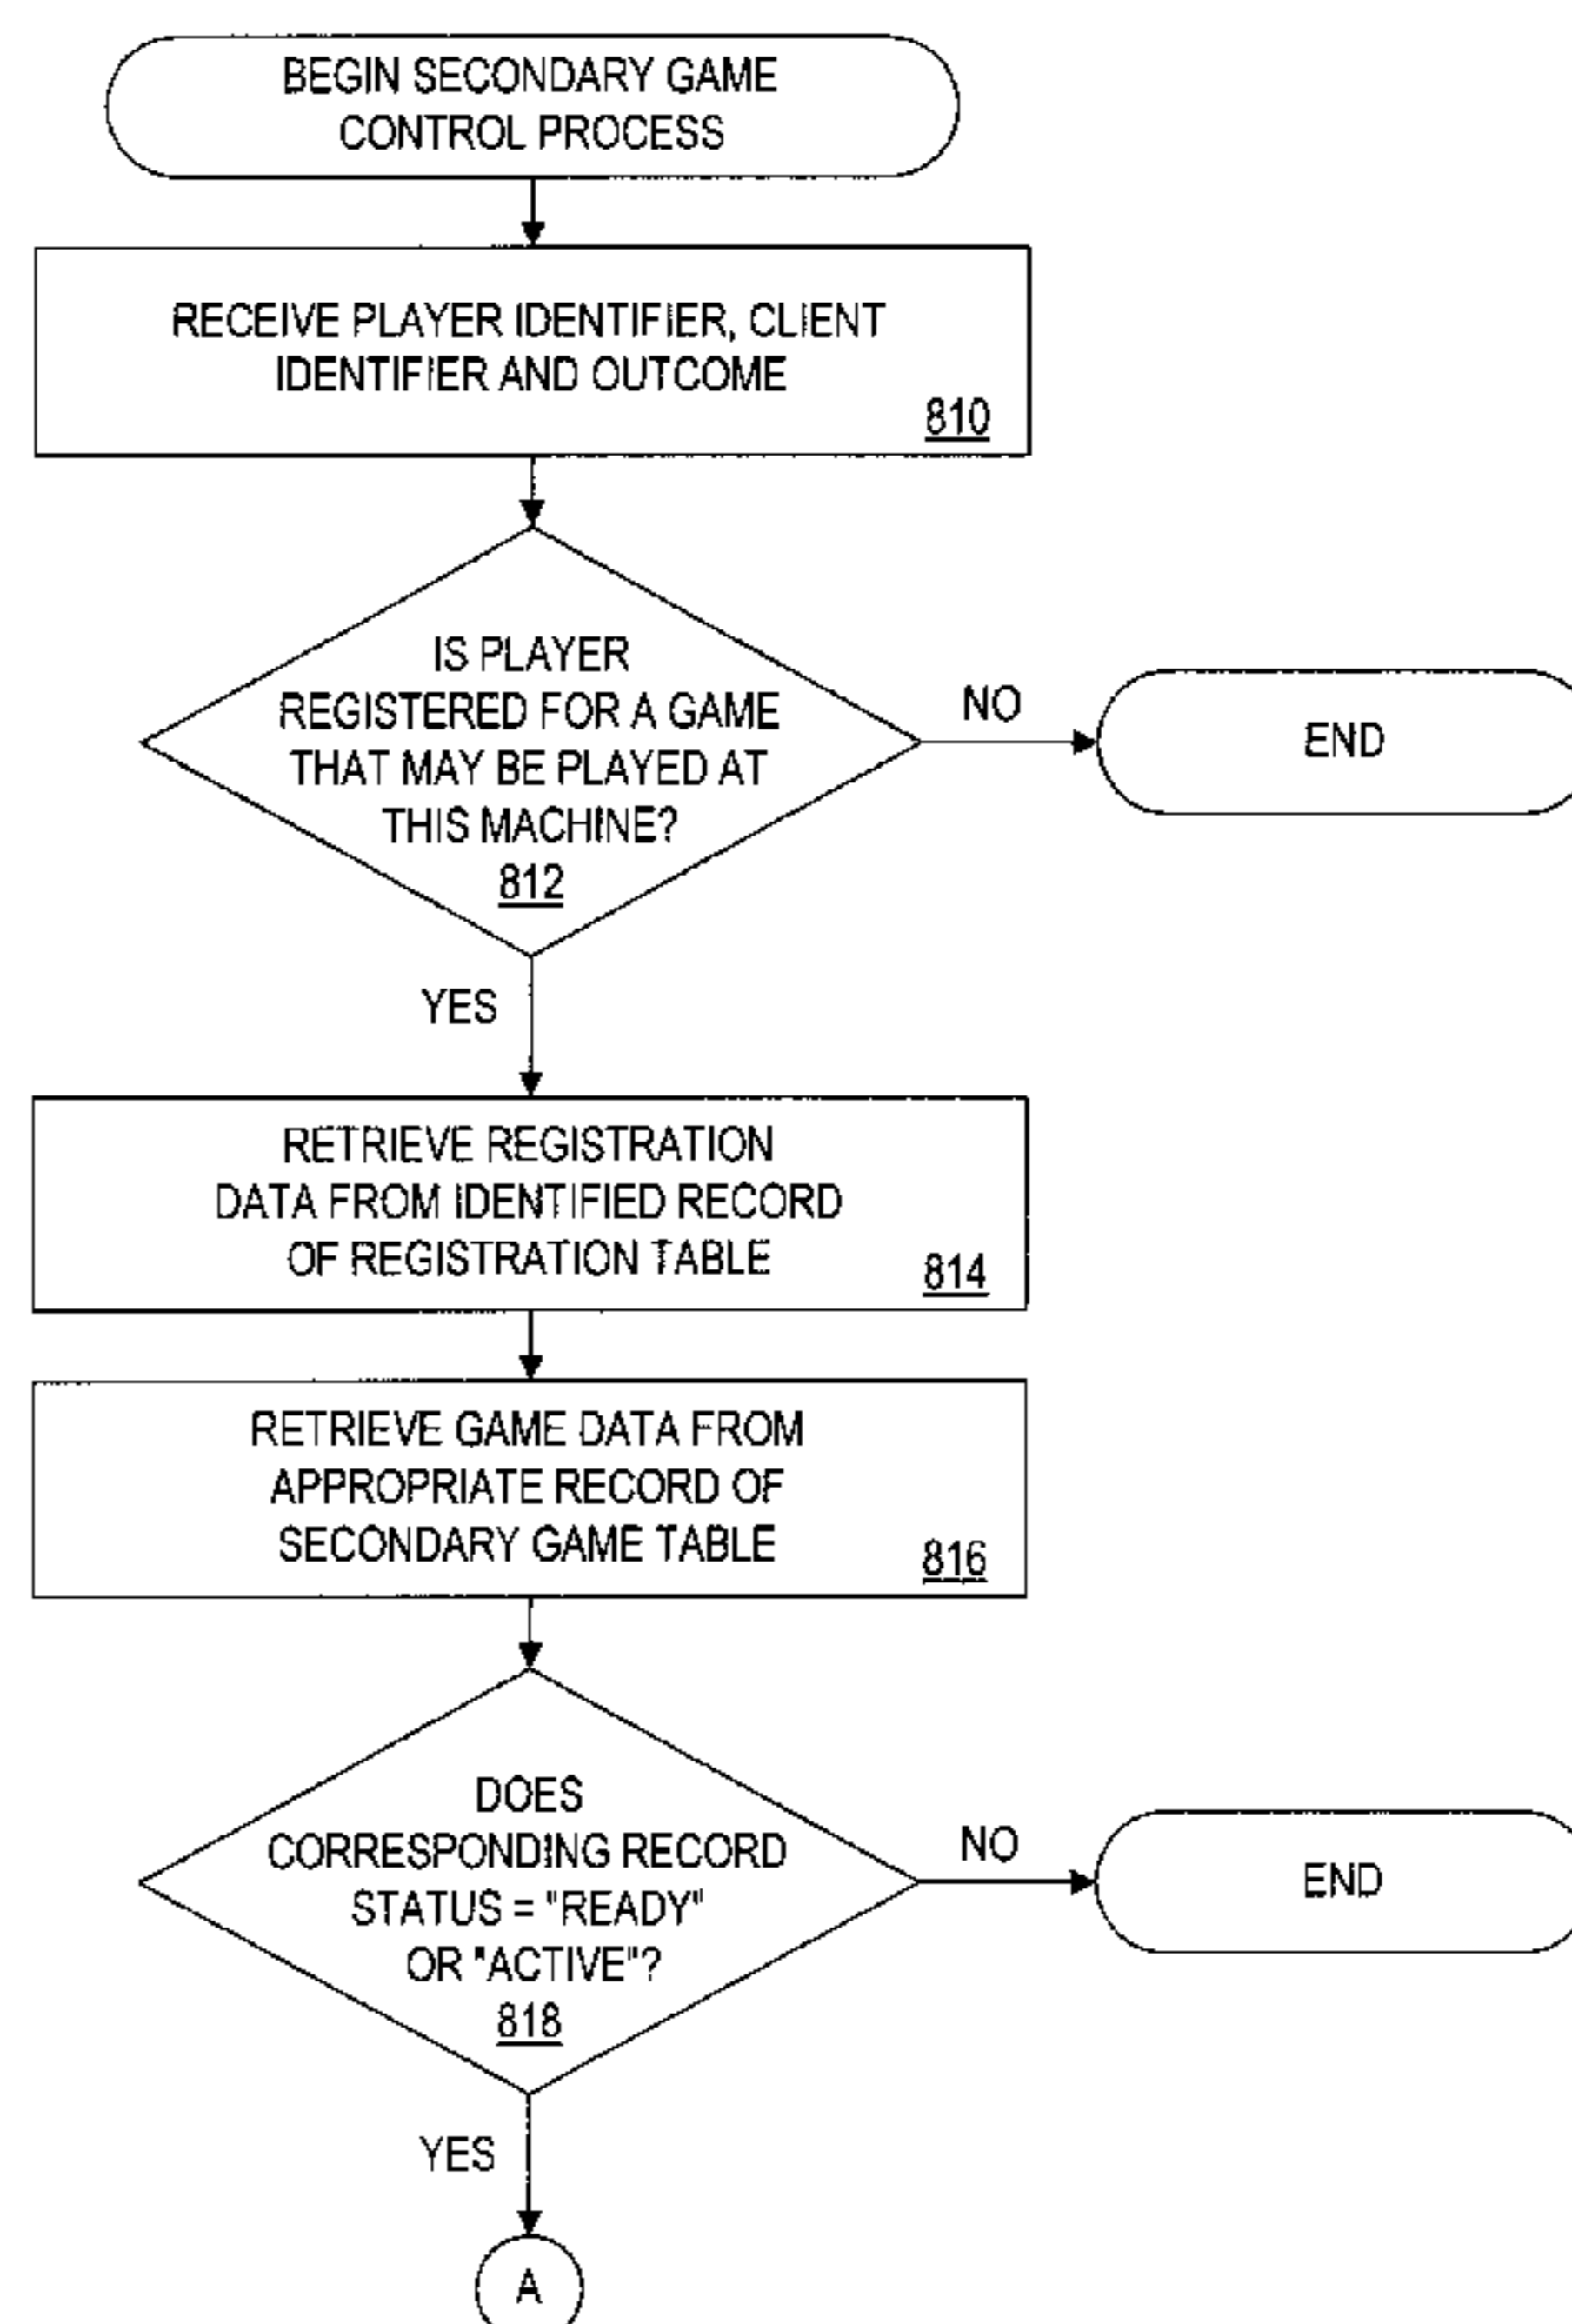 BEGIN SECONDARY GAME
CONTROL PROCESS
RECEIVE PLAYER IDENTIFIER, CLIENT
IDENTIFIER AND OUTCOME
810
IS PLAYER
REGISTERED FOR A GAME
THAT MAY BE PLAYED AT
THIS MACHINE?
812
NO
END
YES
RETRIEVE REGISTRATION
DATA FROM IDENTIFIED RECORD
OF REGISTRATION TABLE
814
RETRIEVE GAME DATA FROM
APPROPRIATE RECORD OF
SECONDARY GAME TABLE
816
DOES
CORRESPONDING RECORD
STATUS = "READY"
OR "ACTIVE"?
818
NO
END
YES
A